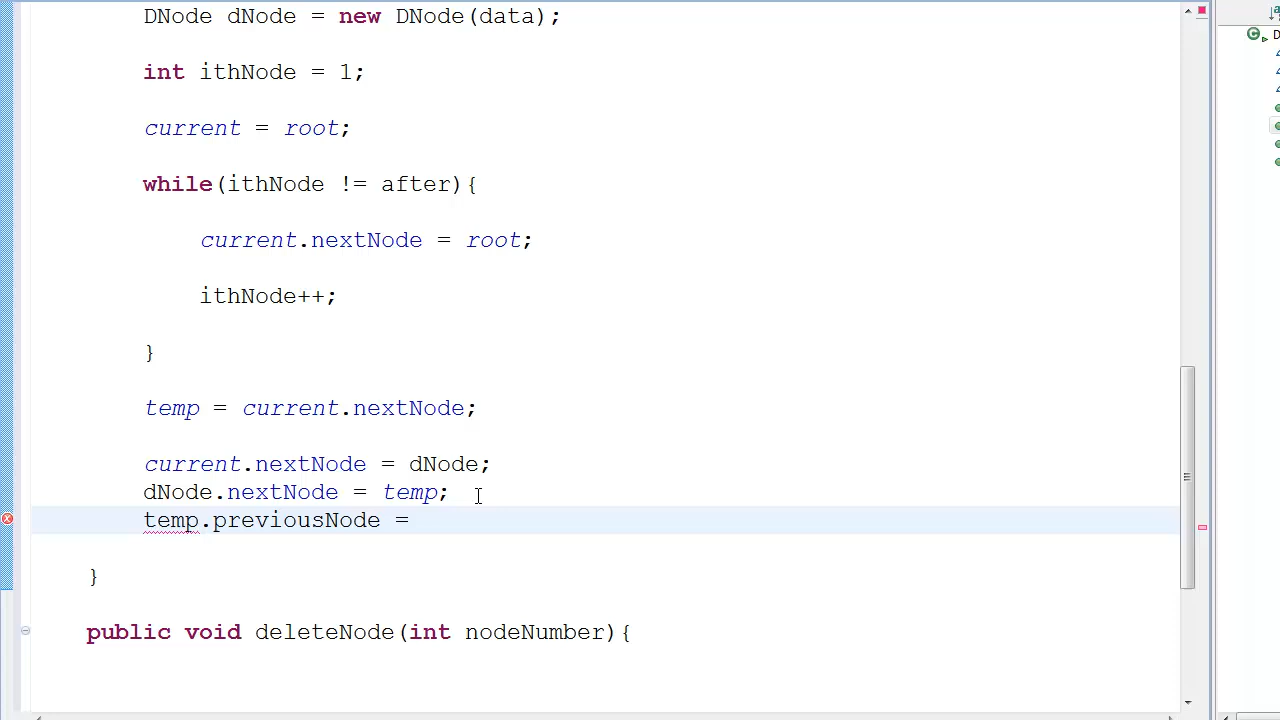 DNode dNode = new DNode(data);
int ithNode = 1;
current = root;
while(ithNode != after){
current.nextNode = root;
ithNode++;
}
temp = current.nextNode;
current.nextNode = dNode;
dNode.nextNode = temp;
temp.previousNode =
}
public void deleteNode(int nodeNumber){